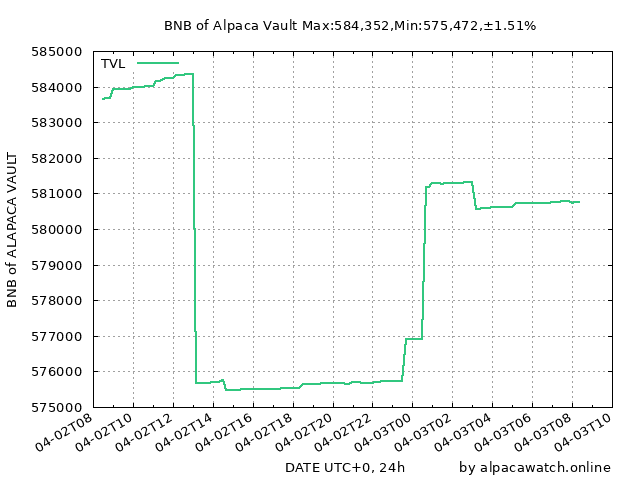 BNB of Alpaca Vault Max:584,352,Min:575,472,±1.51%
TVL
585000
584000
583000
582000
581000
580000
579000
578000
577000
576000
575000
BNB of ALAPACA VAULT
04-02T08
04-02T10
04-02T12
04-02T14
04-02T16
04-02T18
04-02T20
04-02T22
04-03T00
04-03T02
04-03T04
04-03T06
04-03T08
04-03T10
DATE UTC+0, 24h
by alpacawatch.online